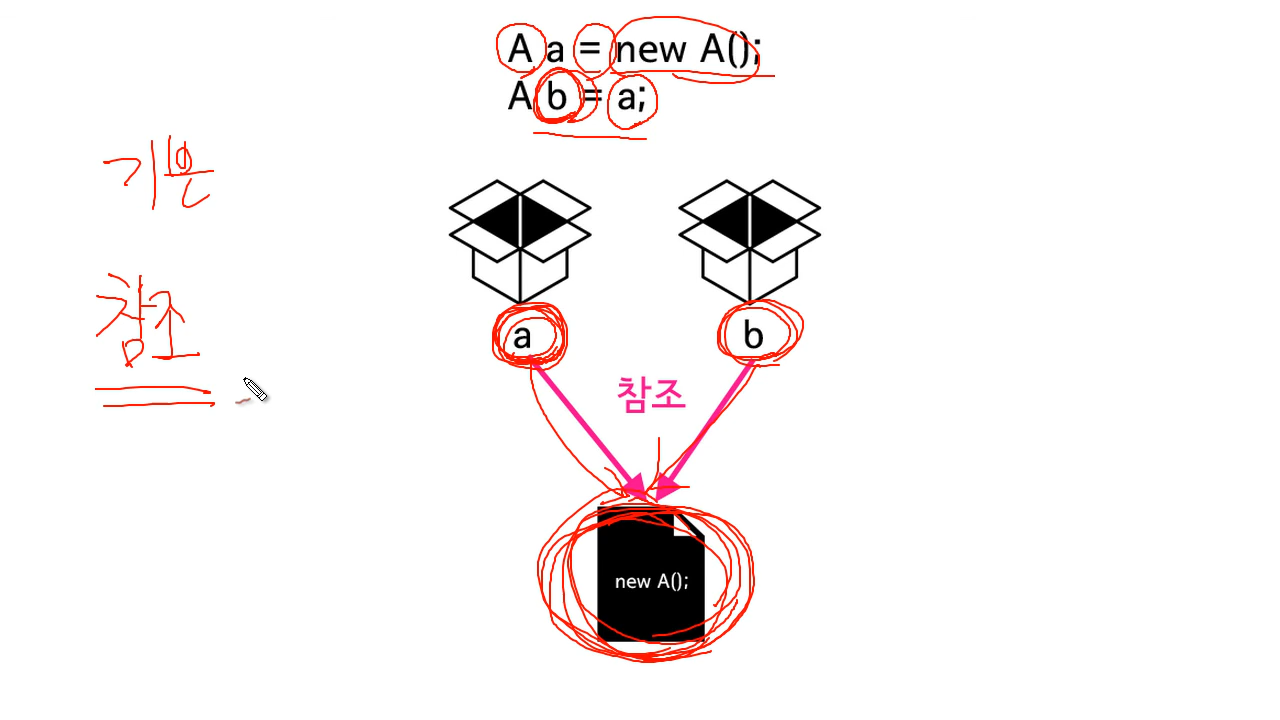 A a = new A();
A b = a;
기본
참조
a
b
참조
new A();